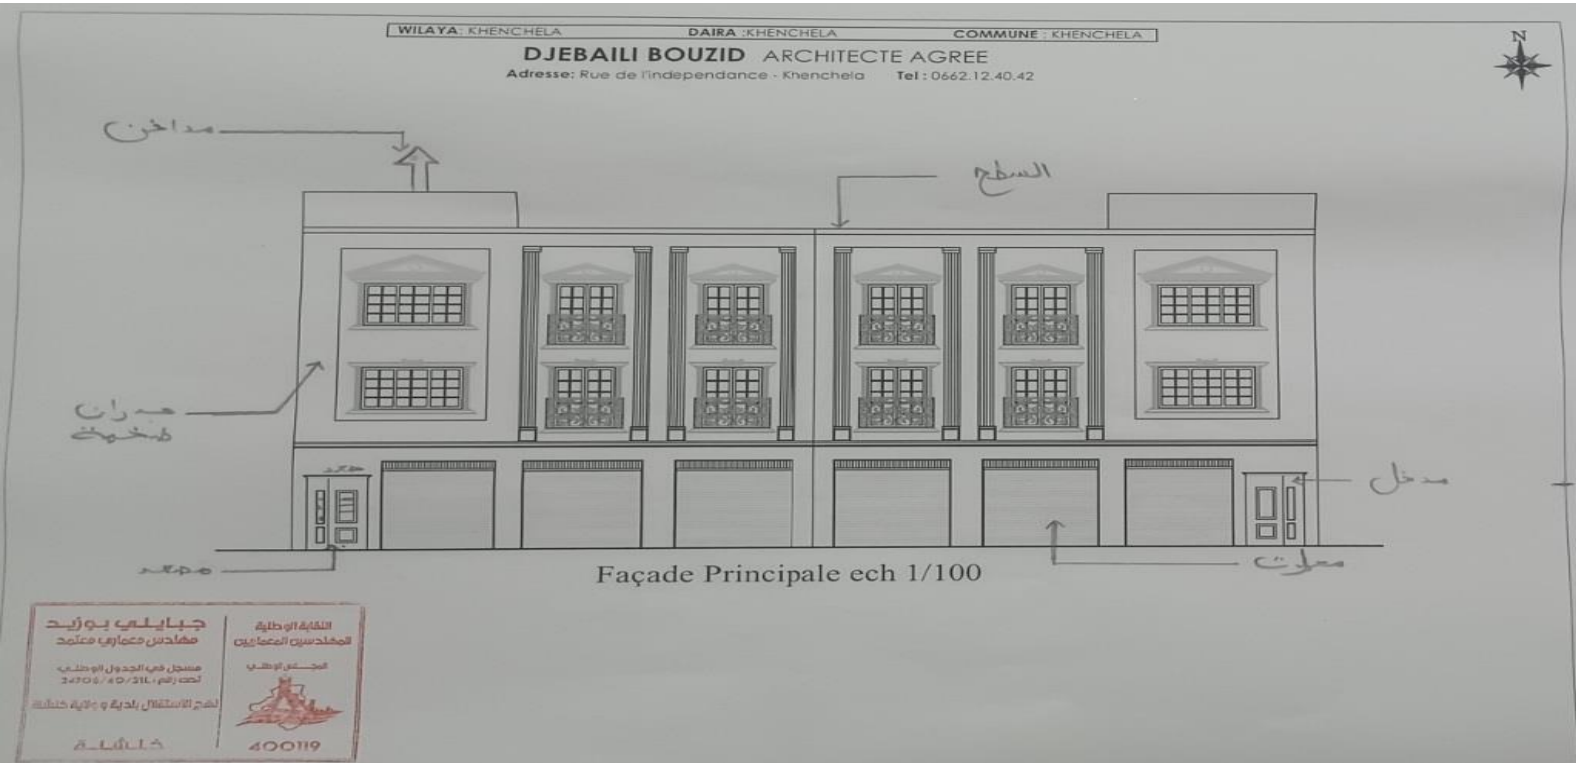 WILAYA: KHENCHELA DAIRA :KHENCHELA COMMUNE : KHENCHELA
DJEBAILI BOUZID ARCHITECTE AGREE
Adresse: Rue de l'independance - Khenchela Tel : 0662.12.40.42
N
مداخن
السطح
جدران
ضخمة
مدخل
مصعد
محلات
Façade Principale ech 1/100
جبايلي بوزيد
مهندس معماري معتمد
مسجل في الجدول الوطني
نهج الاستقلال بلدية و ولاية خنشلة
خنشلة
النقابة الوطنية
للمهندسين المعماريين
المجلس الوطني
400119